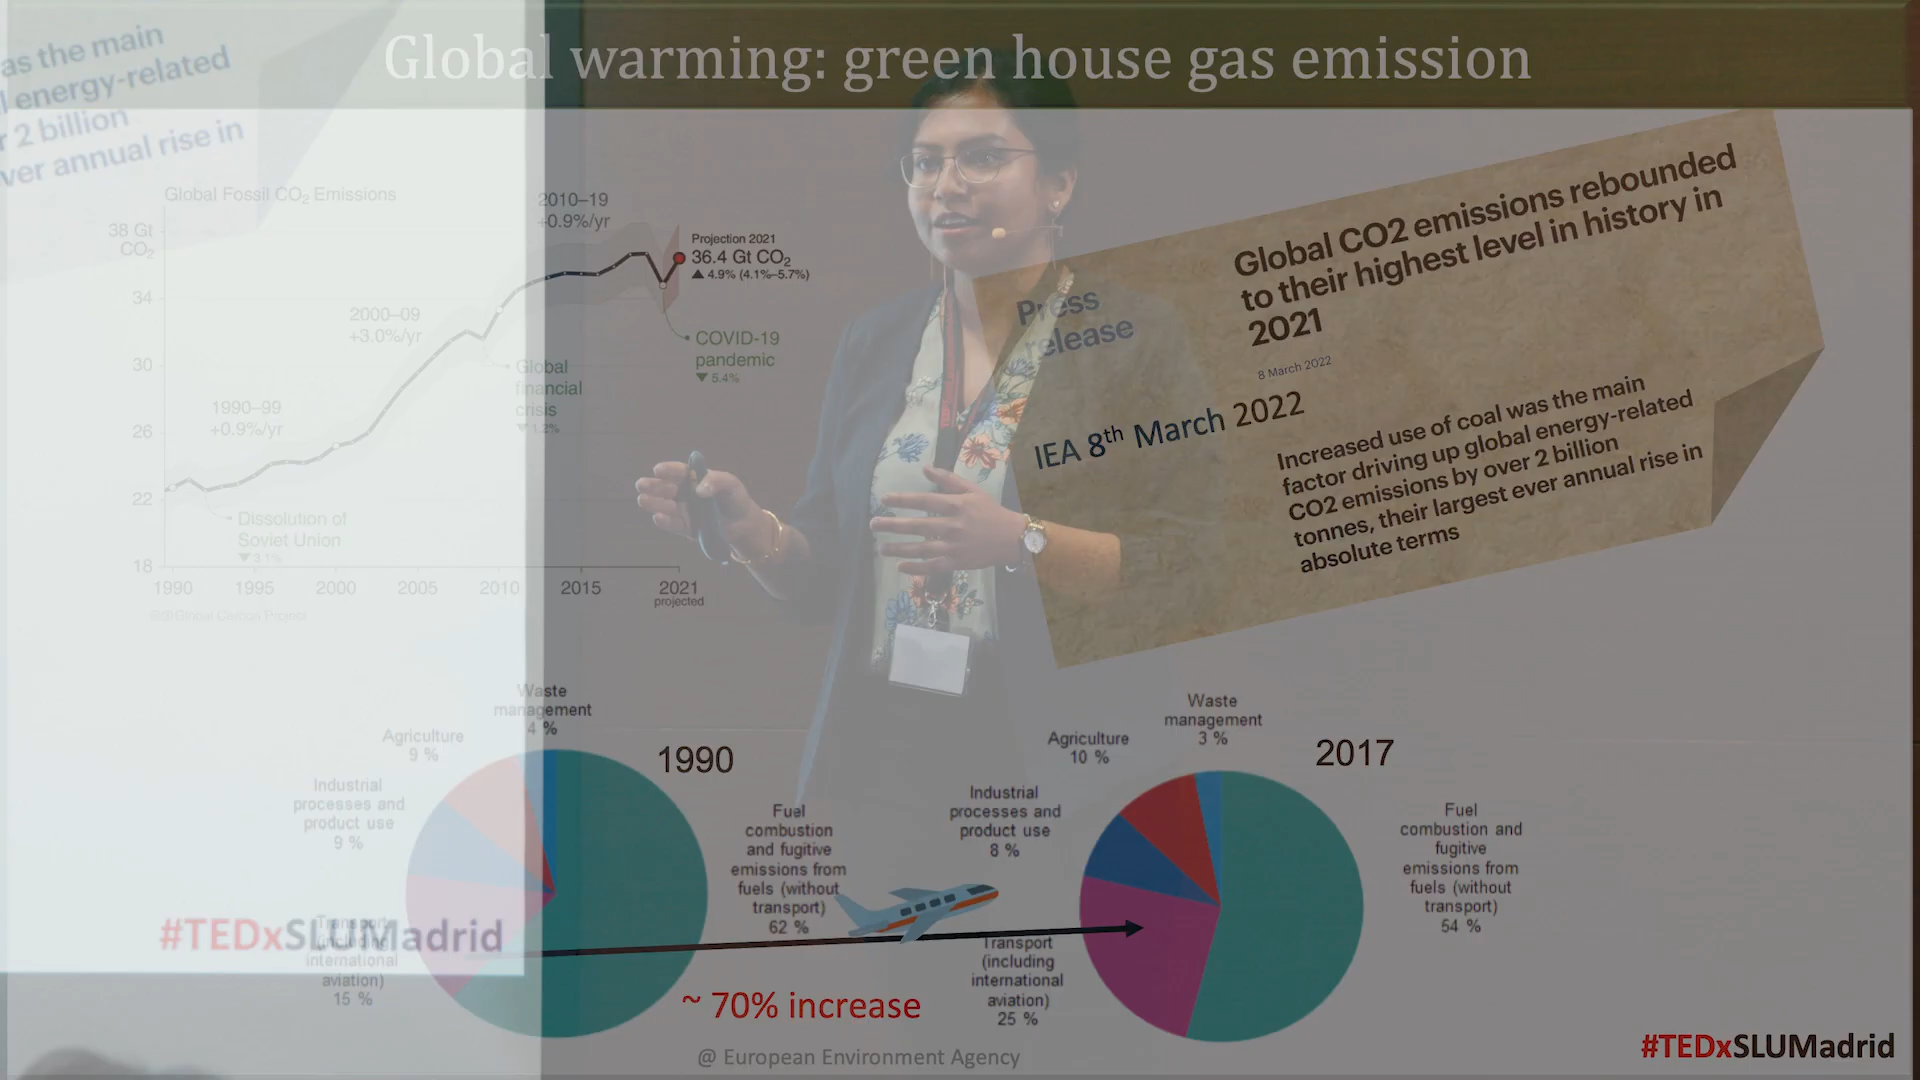 Global warming: green house gas emission
as the main
l energy-related
r 2 billion
ver annual rise in
Global Fossil CO₂ Emissions
38 Gt
CO₂
34
30
26
22
18
1990
1995
2000
2005
2010
2015
2021
projected
1990–99
+0.9%/yr
2000–09
+3.0%/yr
2010–19
+0.9%/yr
Projection 2021
36.4 Gt CO₂
▲ 4.9% (4.1%–5.7%)
COVID-19
pandemic
▼ 5.4%
Global
financial
crisis
▼ 1.2%
Dissolution of
Soviet Union
▼ 3.1%
Global Carbon Project
Press
release
Global CO2 emissions rebounded
to their highest level in history in
2021
8 March 2022
IEA 8th March 2022
Increased use of coal was the main
factor driving up global energy-related
CO2 emissions by over 2 billion
tonnes, their largest ever annual rise in
absolute terms
1990
Waste
management
4 %
Agriculture
9 %
Industrial
processes and
product use
9 %
Transport
(including
international
aviation)
15 %
Fuel
combustion
and fugitive
emissions from
fuels (without
transport)
62 %
2017
Waste
management
3 %
Agriculture
10 %
Industrial
processes and
product use
8 %
Transport
(including
international
aviation)
25 %
Fuel
combustion and
fugitive
emissions from
fuels (without
transport)
54 %
#TEDxSLUMadrid
~ 70% increase
@ European Environment Agency
#TEDxSLUMadrid